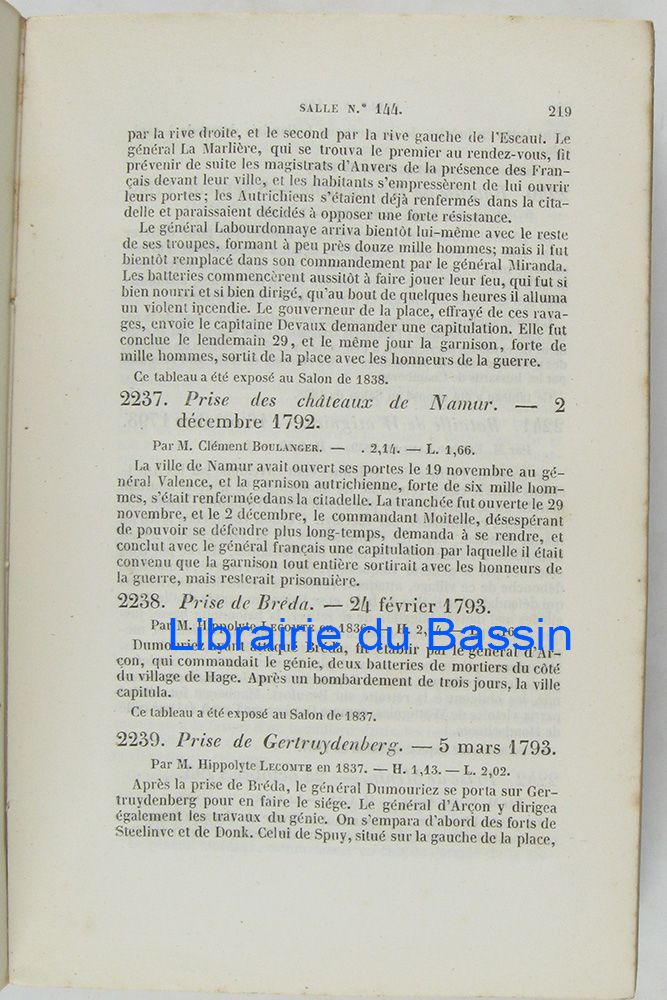 SALLE N.° 144. 219
par la rive droite, et le second par la rive gauche de l'Escaut. Le
général La Marlière, qui se trouva le premier au rendez-vous, fit
prévenir de suite les magistrats d'Anvers de la présence des Fran-
çais devant leur ville, et les habitants s'empressèrent de lui ouvrir
leurs portes; les Autrichiens s'étaient déjà renfermés dans la cita-
delle et paraissaient décidés à opposer une forte résistance.
Le général Labourdonnaye arriva bientôt lui-même avec le reste
de ses troupes, formant à peu près douze mille hommes; mais il fut
bientôt remplacé dans son commandement par le général Miranda.
Les batteries commencèrent aussitôt à faire jouer leur feu, qui fut si
bien nourri et si bien dirigé, qu'au bout de quelques heures il alluma
un violent incendie. Le gouverneur de la place, effrayé de ces rava-
ges, envoie le capitaine Devaux demander une capitulation. Elle fut
conclue le lendemain 29, et le même jour la garnison, forte de
mille hommes, sortit de la place avec les honneurs de la guerre.
Ce tableau a été exposé au Salon de 1838.
2237. Prise des châteaux de Namur. — 2
décembre 1792.
Par M. Clément BOULANGER. — . 2,14. — L. 1,66.
La ville de Namur avait ouvert ses portes le 19 novembre au gé-
néral Valence, et la garnison autrichienne, forte de six mille hom-
mes, s'était renfermée dans la citadelle. La tranchée fut ouverte le 29
novembre, et le 2 décembre, le commandant Moitelle, désespérant
de pouvoir se défendre plus long-temps, demanda à se rendre, et
conclut avec le général français une capitulation par laquelle il était
convenu que la garnison tout entière sortirait avec les honneurs de
la guerre, mais resterait prisonnière.
2238. Prise de Bréda. — 24 février 1793.
Par M. Hippolyte LECOMTE en 1836. — H. 2,
Librairie du Bassin
Dumouriez ayant attaqué Bréda, fit établir par le général d'Ar-
çon, qui commandait le génie, deux batteries de mortiers du côté
du village de Hage. Après un bombardement de trois jours, la ville
capitula.
Ce tableau a été exposé au Salon de 1837.
2239. Prise de Gertruydenberg. — 5 mars 1793.
Par M. Hippolyte LECOMTE en 1837. — H. 1,13. — L. 2,02.
Après la prise de Bréda, le général Dumouriez se porta sur Ger-
truydenberg pour en faire le siége. Le général d'Arçon y dirigea
également les travaux du génie. On s'empara d'abord des forts de
Steelinve et de Donk. Celui de Spuy, situé sur la gauche de la place,